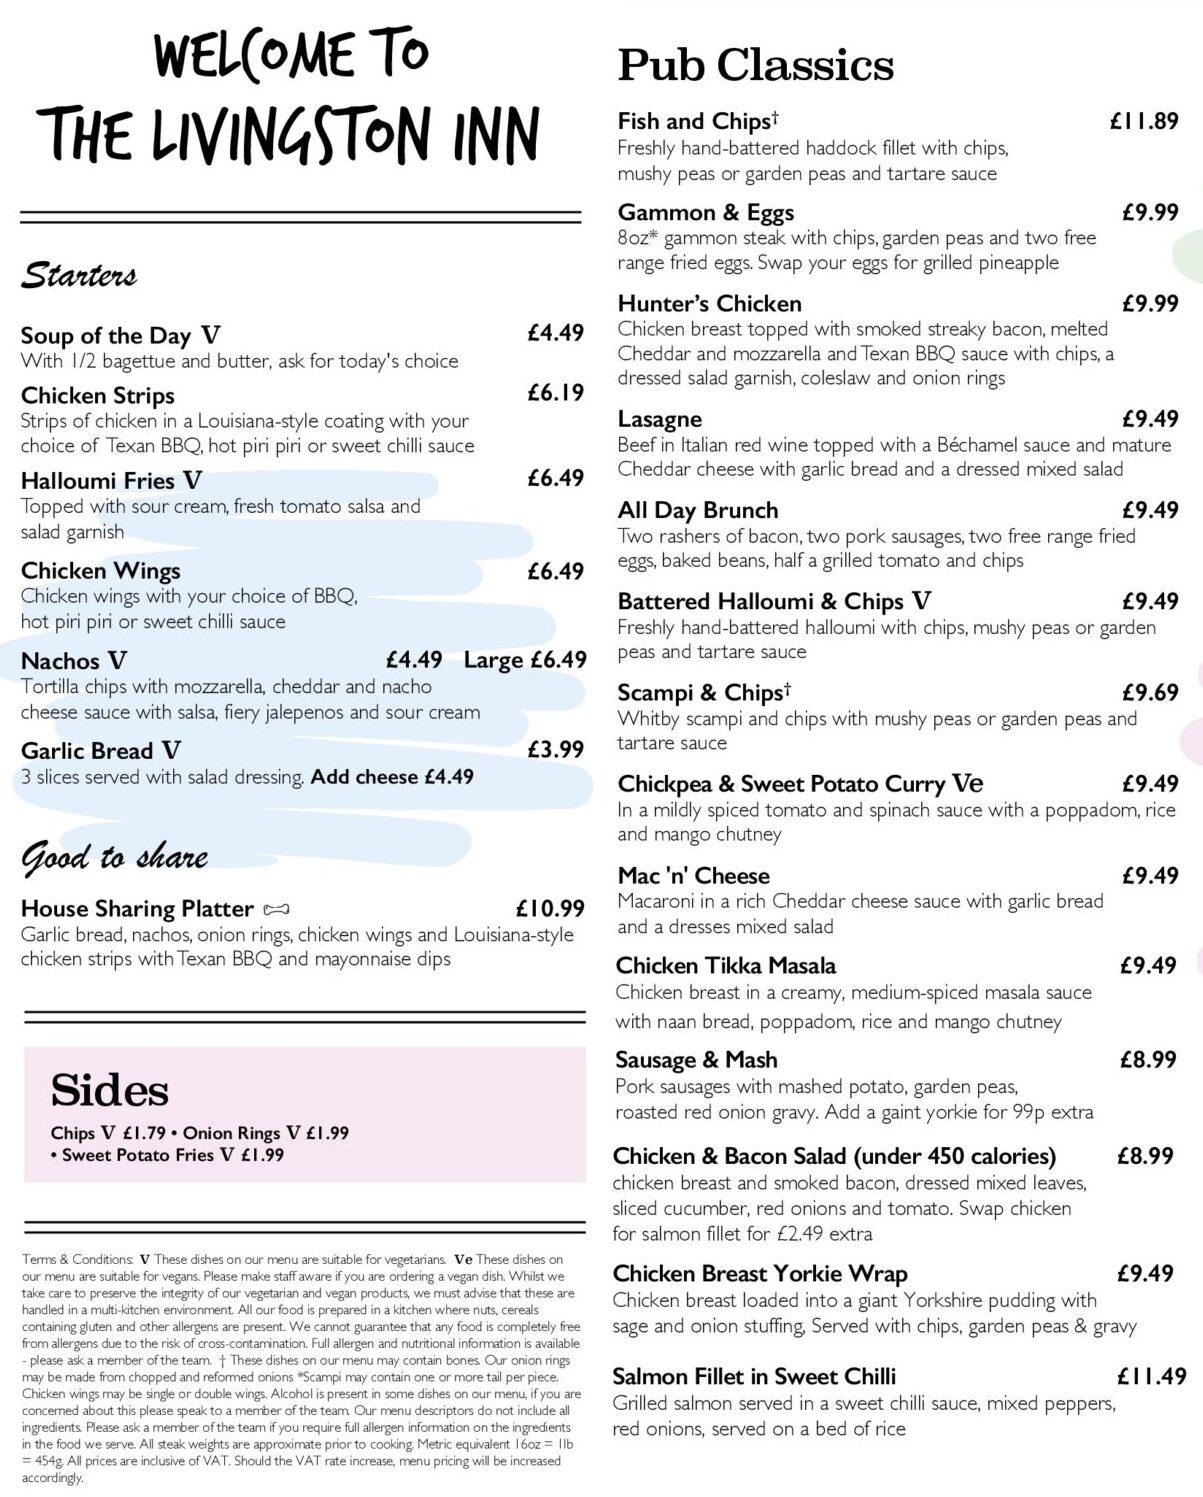 WELCOME TO
THE LIVINGSTON INN
Starters
Soup of the Day V £4.49
With 1/2 bagettue and butter, ask for today's choice
Chicken Strips £6.19
Strips of chicken in a Louisiana-style coating with your
choice of Texan BBQ, hot piri piri or sweet chilli sauce
Halloumi Fries V £6.49
Topped with sour cream, fresh tomato salsa and
salad garnish
Chicken Wings £6.49
Chicken wings with your choice of BBQ,
hot piri piri or sweet chilli sauce
Nachos V £4.49 Large £6.49
Tortilla chips with mozzarella, cheddar and nacho
cheese sauce with salsa, fiery jalepenos and sour cream
Garlic Bread V £3.99
3 slices served with salad dressing. Add cheese £4.49
Good to share
House Sharing Platter £10.99
Garlic bread, nachos, onion rings, chicken wings and Louisiana-style
chicken strips with Texan BBQ and mayonnaise dips
Sides
Chips V £1.79 • Onion Rings V £1.99
• Sweet Potato Fries V £1.99
Terms & Conditions: V These dishes on our menu are suitable for vegetarians. Ve These dishes on
our menu are suitable for vegans. Please make staff aware if you are ordering a vegan dish. Whilst we
take care to preserve the integrity of our vegetarian and vegan products, we must advise that these are
handled in a multi-kitchen environment. All our food is prepared in a kitchen where nuts, cereals
containing gluten and other allergens are present. We cannot guarantee that any food is completely free
from allergens due to the risk of cross-contamination. Full allergen and nutritional information is available
- please ask a member of the team. † These dishes on our menu may contain bones. Our onion rings
may be made from chopped and reformed onions *Scampi may contain one or more tail per piece.
Chicken wings may be single or double wings. Alcohol is present in some dishes on our menu, if you are
concerned about this please speak to a member of the team. Our menu descriptors do not include all
ingredients. Please ask a member of the team if you require full allergen information on the ingredients
in the food we serve. All steak weights are approximate prior to cooking. Metric equivalent 16oz = 1lb
= 454g. All prices are inclusive of VAT. Should the VAT rate increase, menu pricing will be increased
accordingly.
Pub Classics
Fish and Chips† £11.89
Freshly hand-battered haddock fillet with chips,
mushy peas or garden peas and tartare sauce
Gammon & Eggs £9.99
8oz* gammon steak with chips, garden peas and two free
range fried eggs. Swap your eggs for grilled pineapple
Hunter's Chicken £9.99
Chicken breast topped with smoked streaky bacon, melted
Cheddar and mozzarella and Texan BBQ sauce with chips, a
dressed salad garnish, coleslaw and onion rings
Lasagne £9.49
Beef in Italian red wine topped with a Béchamel sauce and mature
Cheddar cheese with garlic bread and a dressed mixed salad
All Day Brunch £9.49
Two rashers of bacon, two pork sausages, two free range fried
eggs, baked beans, half a grilled tomato and chips
Battered Halloumi & Chips V £9.49
Freshly hand-battered halloumi with chips, mushy peas or garden
peas and tartare sauce
Scampi & Chips† £9.69
Whitby scampi and chips with mushy peas or garden peas and
tartare sauce
Chickpea & Sweet Potato Curry Ve £9.49
In a mildly spiced tomato and spinach sauce with a poppadom, rice
and mango chutney
Mac 'n' Cheese £9.49
Macaroni in a rich Cheddar cheese sauce with garlic bread
and a dresses mixed salad
Chicken Tikka Masala £9.49
Chicken breast in a creamy, medium-spiced masala sauce
with naan bread, poppadom, rice and mango chutney
Sausage & Mash £8.99
Pork sausages with mashed potato, garden peas,
roasted red onion gravy. Add a gaint yorkie for 99p extra
Chicken & Bacon Salad (under 450 calories) £8.99
chicken breast and smoked bacon, dressed mixed leaves,
sliced cucumber, red onions and tomato. Swap chicken
for salmon fillet for £2.49 extra
Chicken Breast Yorkie Wrap £9.49
Chicken breast loaded into a giant Yorkshire pudding with
sage and onion stuffing, Served with chips, garden peas & gravy
Salmon Fillet in Sweet Chilli £11.49
Grilled salmon served in a sweet chilli sauce, mixed peppers,
red onions, served on a bed of rice